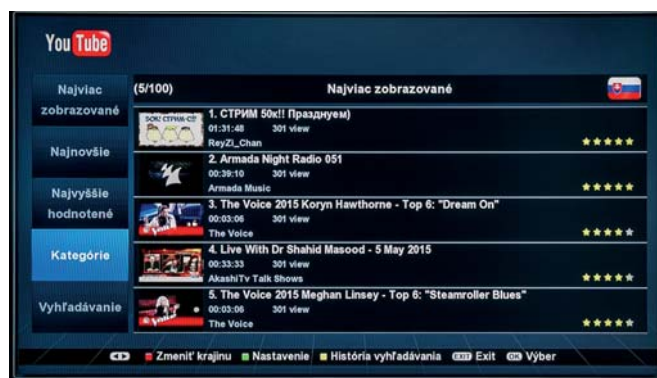 You Tube
Najviac zobrazované
Najnovšie
Najvyššie hodnotené
Kategórie
Vyhľadávanie
(5/100) Najviac zobrazované
1. СТРИМ 50к!! Празднуем)
01:31:48 301 view
ReyZi_Chan
2. Armada Night Radio 051
00:39:10 301 view
Armada Music
3. The Voice 2015 Koryn Hawthorne - Top 6: "Dream On"
00:03:06 301 view
The Voice
4. Live With Dr Shahid Masood - 5 May 2015
00:33:33 301 view
AkashiTv Talk Shows
5. The Voice 2015 Meghan Linsey - Top 6: "Steamroller Blues"
00:03:06 301 view
The Voice
Zmeniť krajinu Nastavenie História vyhľadávania EXIT Exit OK Výber